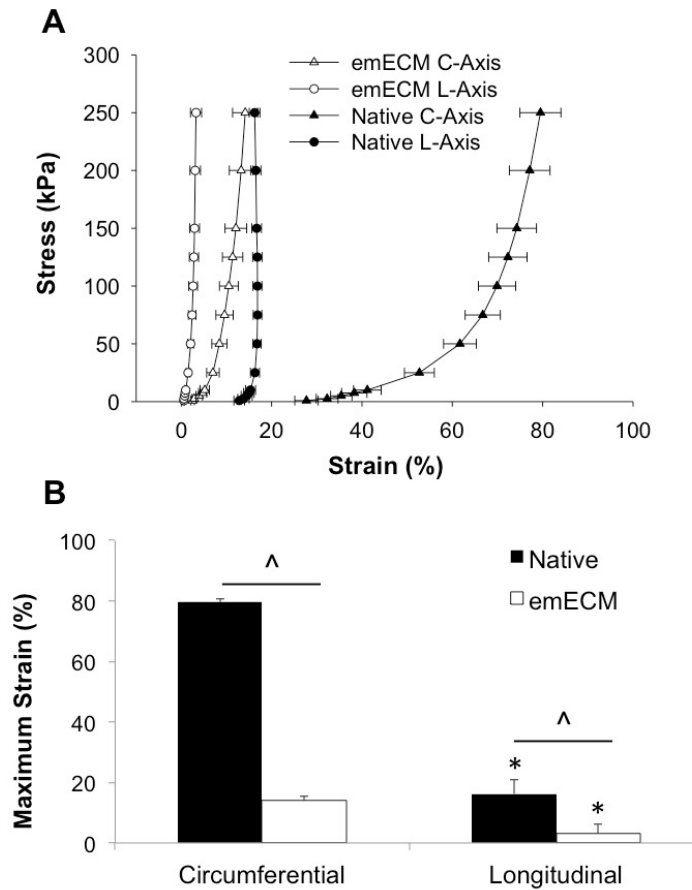 A
emECM C-Axis
emECM L-Axis
Native C-Axis
Native L-Axis
300
250
200
150
100
50
0
Stress (kPa)
0 20 40 60 80 100
Strain (%)
B
100
80
60
40
20
0
Maximum Strain (%)
^
Native
emECM
^
* *
Circumferential Longitudinal